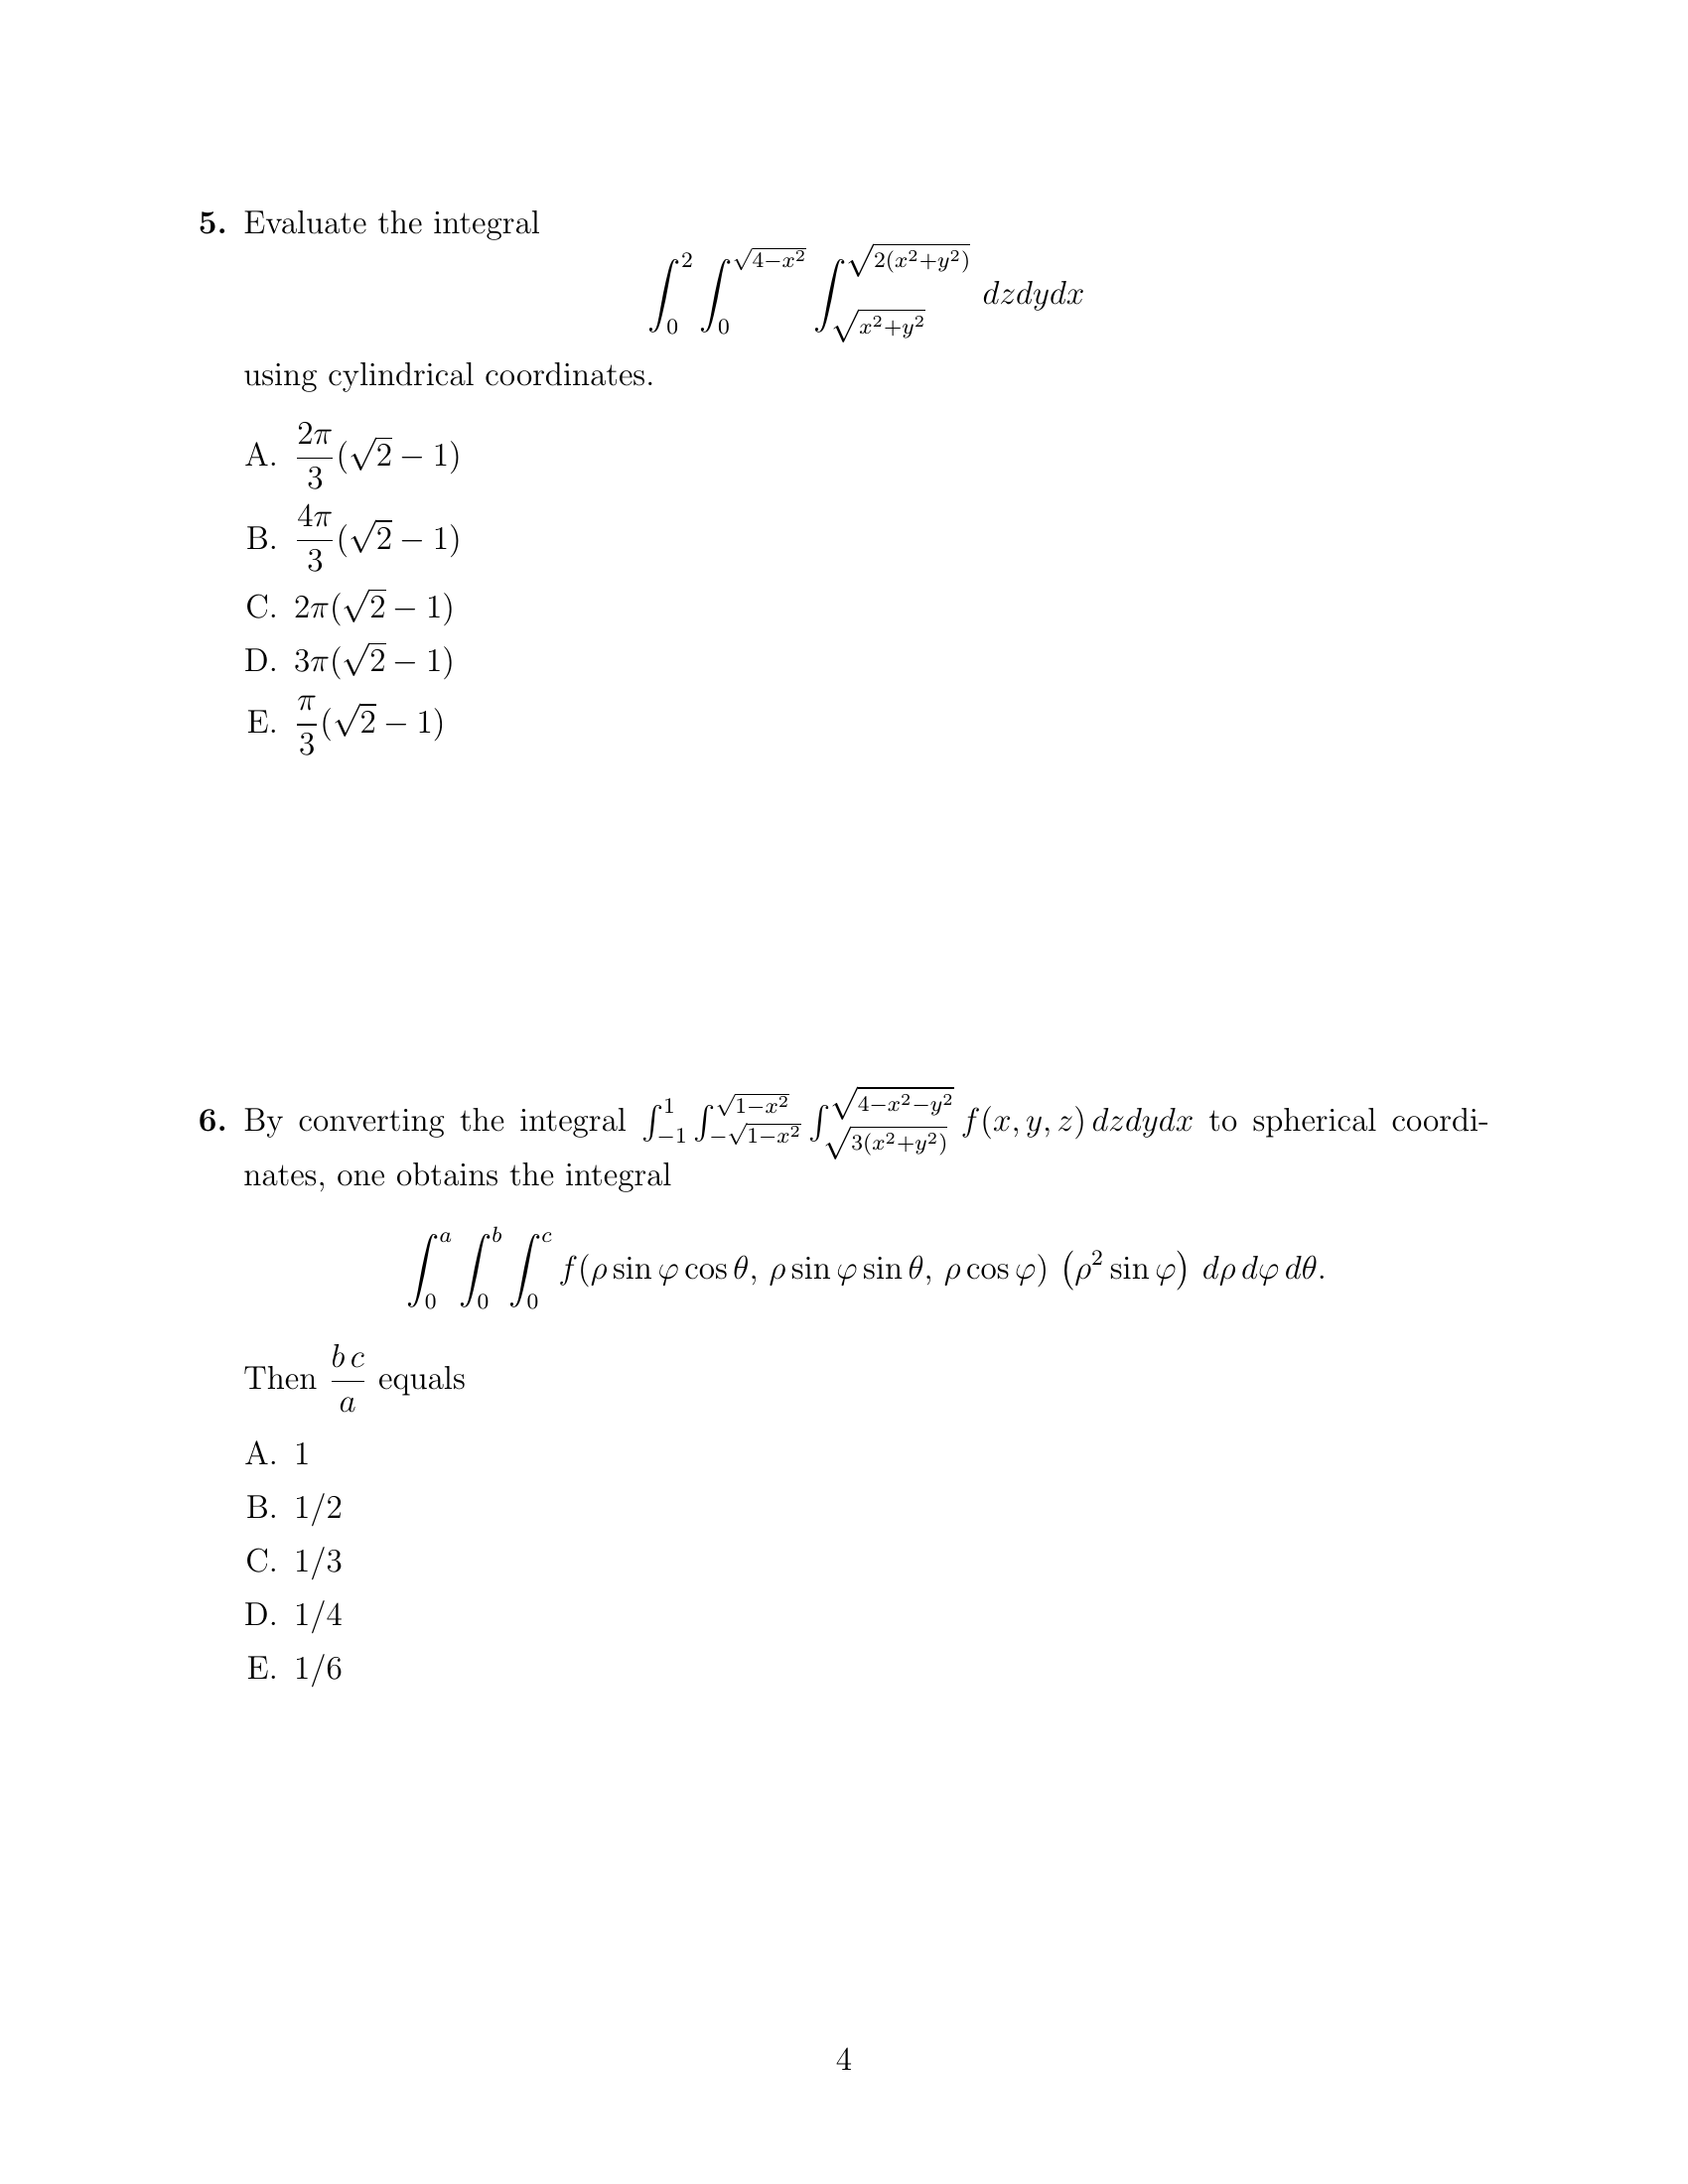 5. Evaluate the integral
$\int_0^2 \int_0^{\sqrt{4-x^2}} \int_{\sqrt{x^2+y^2}}^{\sqrt{2(x^2+y^2)}} dzdydx$
using cylindrical coordinates.
A. $\frac{2\pi}{3}(\sqrt{2}-1)$
B. $\frac{4\pi}{3}(\sqrt{2}-1)$
C. $2\pi(\sqrt{2}-1)$
D. $3\pi(\sqrt{2}-1)$
E. $\frac{\pi}{3}(\sqrt{2}-1)$
6. By converting the integral $\int_{-1}^{1} \int_{-\sqrt{1-x^2}}^{\sqrt{1-x^2}} \int_{\sqrt{3(x^2+y^2)}}^{\sqrt{4-x^2-y^2}} f(x, y, z)\, dzdydx$ to spherical coordi-
nates, one obtains the integral
$\int_0^a \int_0^b \int_0^c f(\rho \sin\varphi \cos\theta, \rho \sin\varphi \sin\theta, \rho \cos\varphi) (\rho^2 \sin\varphi)\, d\rho\, d\varphi\, d\theta.$
Then $\frac{b\,c}{a}$ equals
A. 1
B. 1/2
C. 1/3
D. 1/4
E. 1/6
4